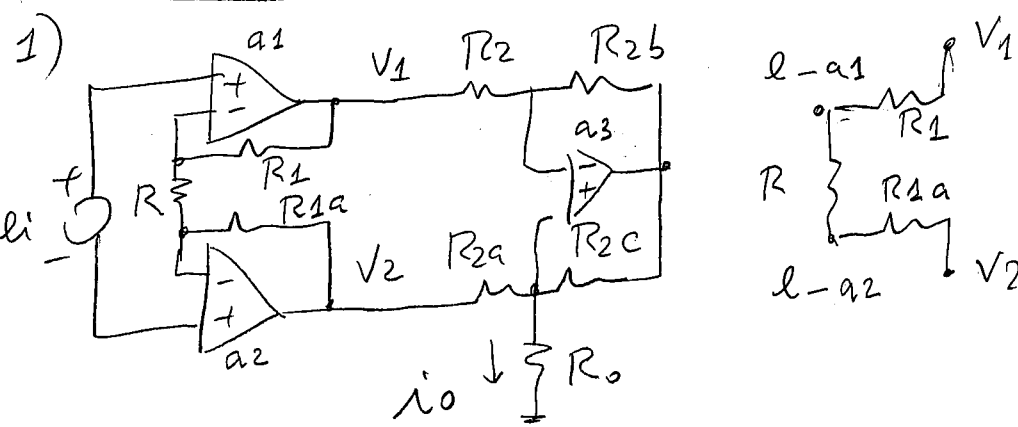 1)
a1
V1
R2
R2b
+
-
R1
R
R1a
+
ei
-
-
+
a2
V2
R2a
a3
-
+
R2c
io
Ro
V1
e-a1
R1
R
R1a
e-a2
V2